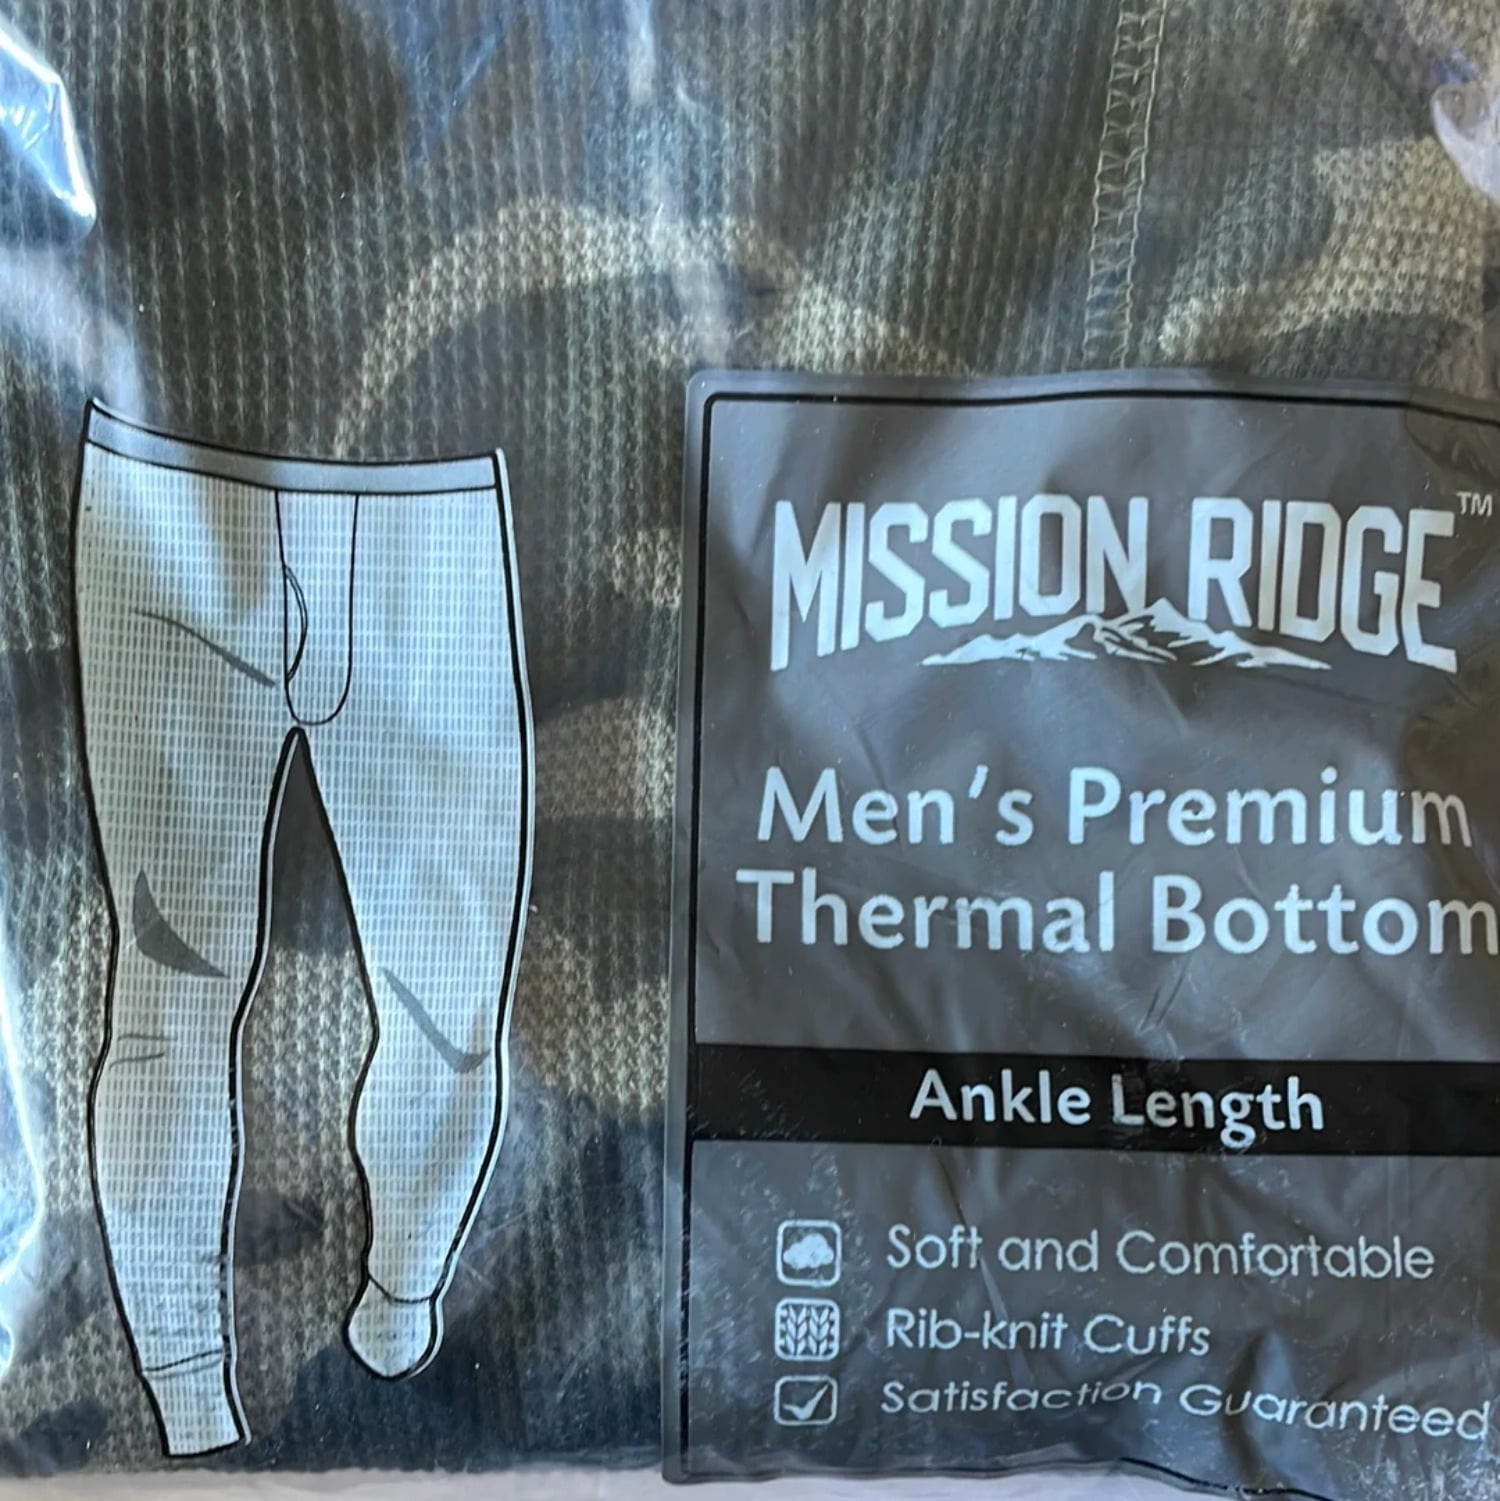 MISSION RIDGE™
Men's Premium
Thermal Bottom
Ankle Length
Soft and Comfortable
Rib-knit Cuffs
Satisfaction Guaranteed